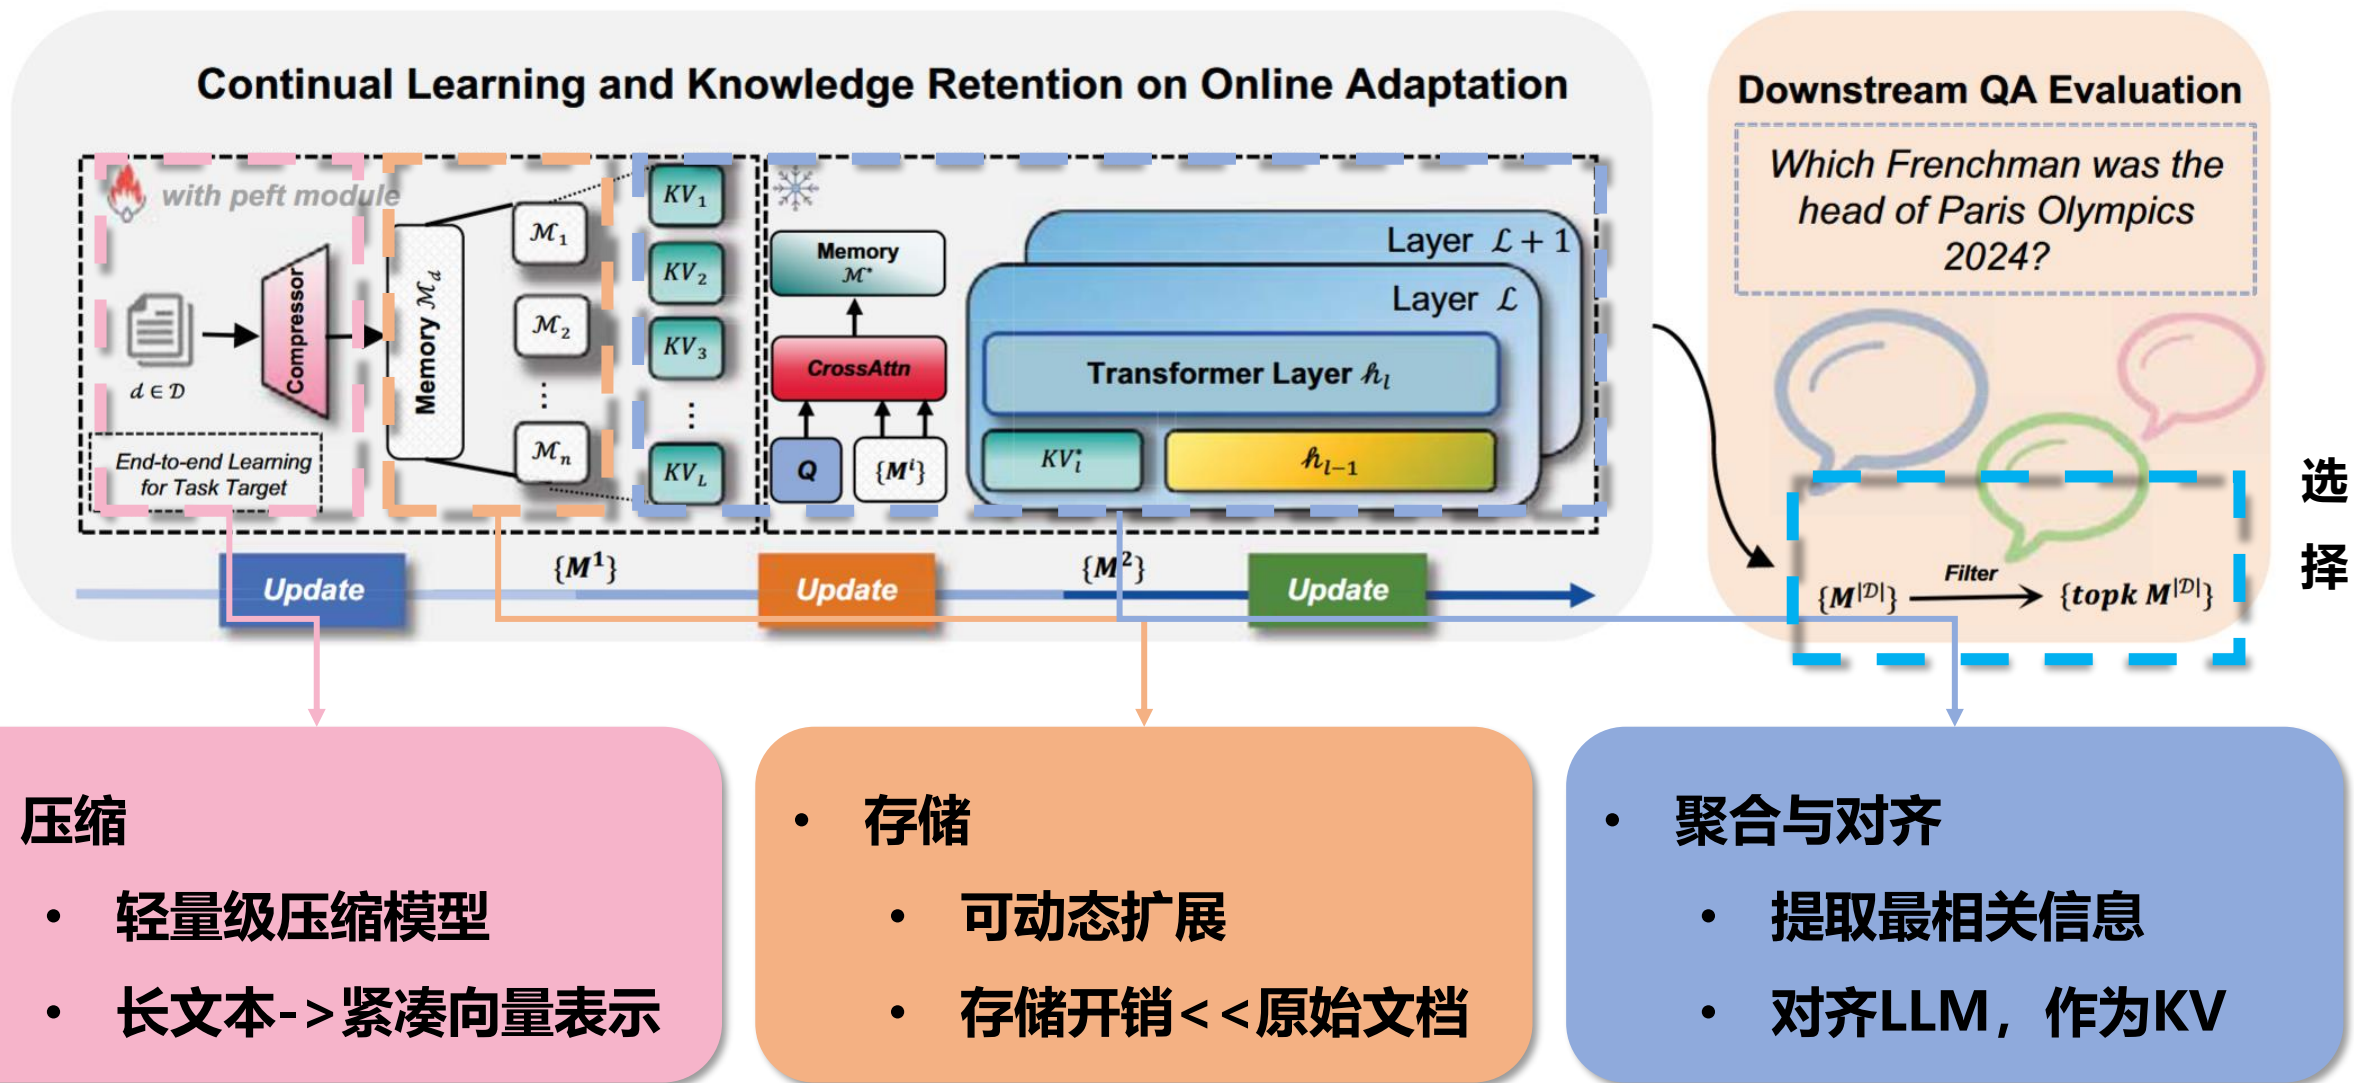 Continual Learning and Knowledge Retention on Online Adaptation
with peft module
d ∈ 𝒟
Compressor
End-to-end Learning
for Task Target
Memory ℳ_d
ℳ₁
ℳ₂
⋮
ℳₙ
KV₁
KV₂
KV₃
⋮
KV_L
Memory
ℳ*
CrossAttn
Q
{Mⁱ}
Layer ℒ + 1
Layer ℒ
Transformer Layer 𝒽_l
KV_l*
𝒽_{l−1}
Update
{M¹}
Update
{M²}
Update
Downstream QA Evaluation
Which Frenchman was the
head of Paris Olympics
2024?
{M^{|𝒟|}}
Filter
{topk M^{|𝒟|}}
选
择
压缩
• 轻量级压缩模型
• 长文本->紧凑向量表示
• 存储
• 可动态扩展
• 存储开销<<原始文档
• 聚合与对齐
• 提取最相关信息
• 对齐LLM，作为KV